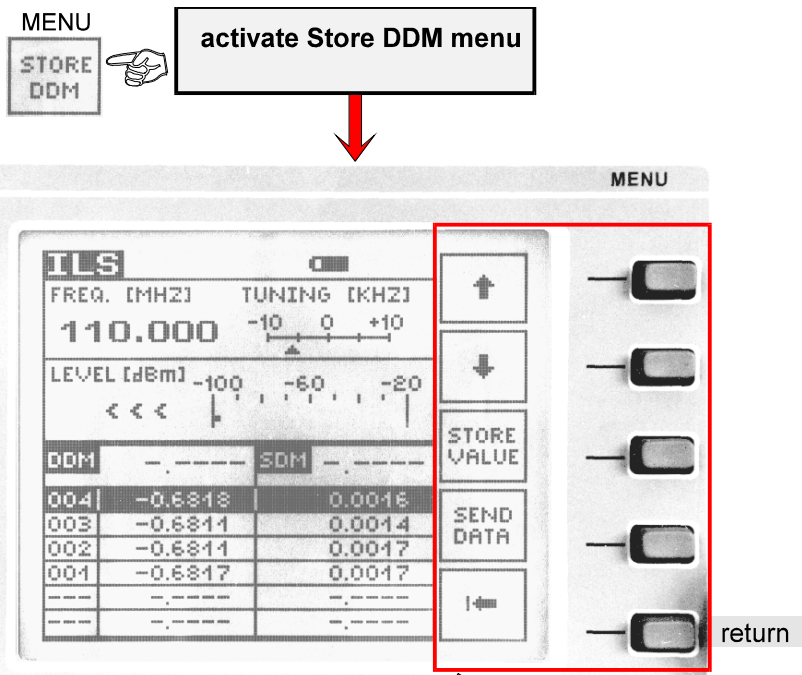 MENU
STORE
DDM
activate Store DDM menu
MENU
ILS
FREQ. [MHZ] TUNING [KHZ]
110.000 -10 0 +10
LEVEL [dBm] -100 -60 -20
< < <
DDM -.---- SDM -.----
004 -0.6818 0.0016
003 -0.6811 0.0014
002 -0.6811 0.0017
001 -0.6817 0.0017
--- -.---- -.----
--- -.---- -.----
STORE
VALUE
SEND
DATA
return